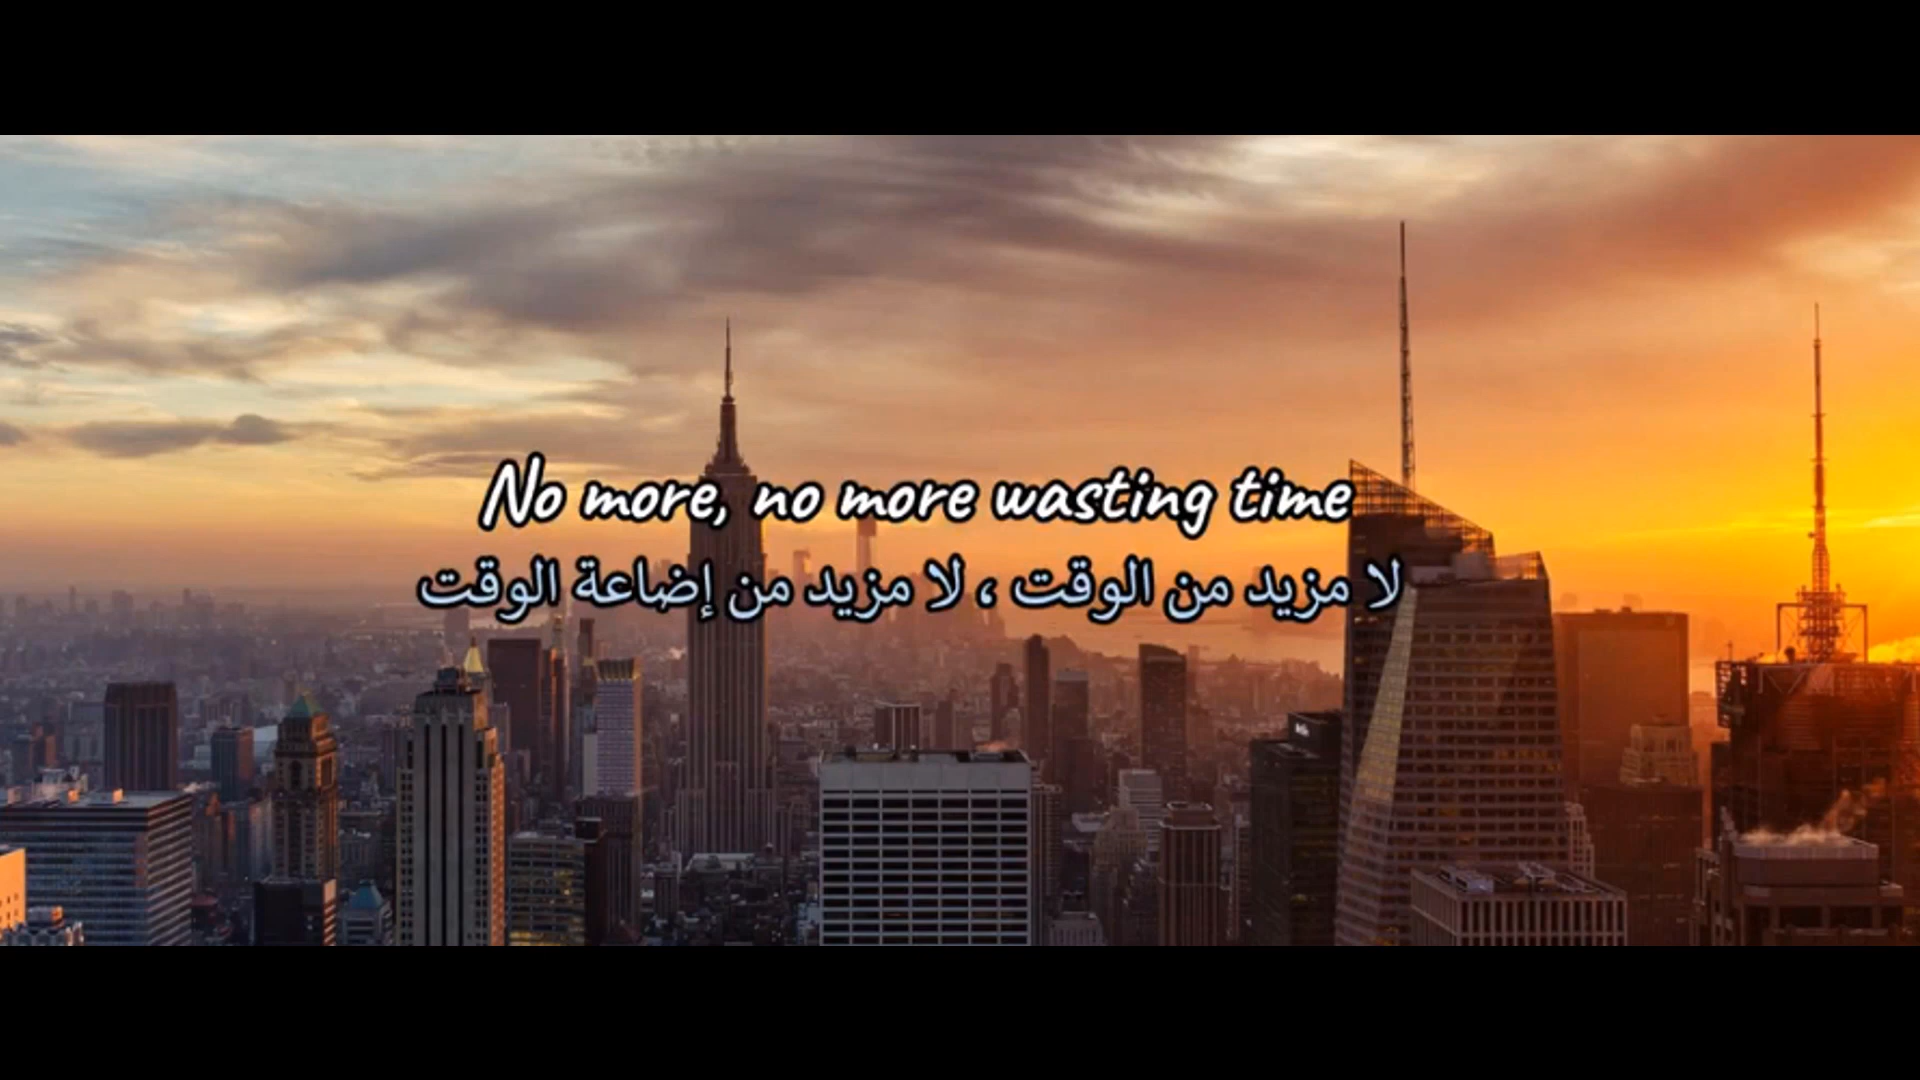 No more, no more wasting time
لا مزيد من الوقت ، لا مزيد من إضاعة الوقت